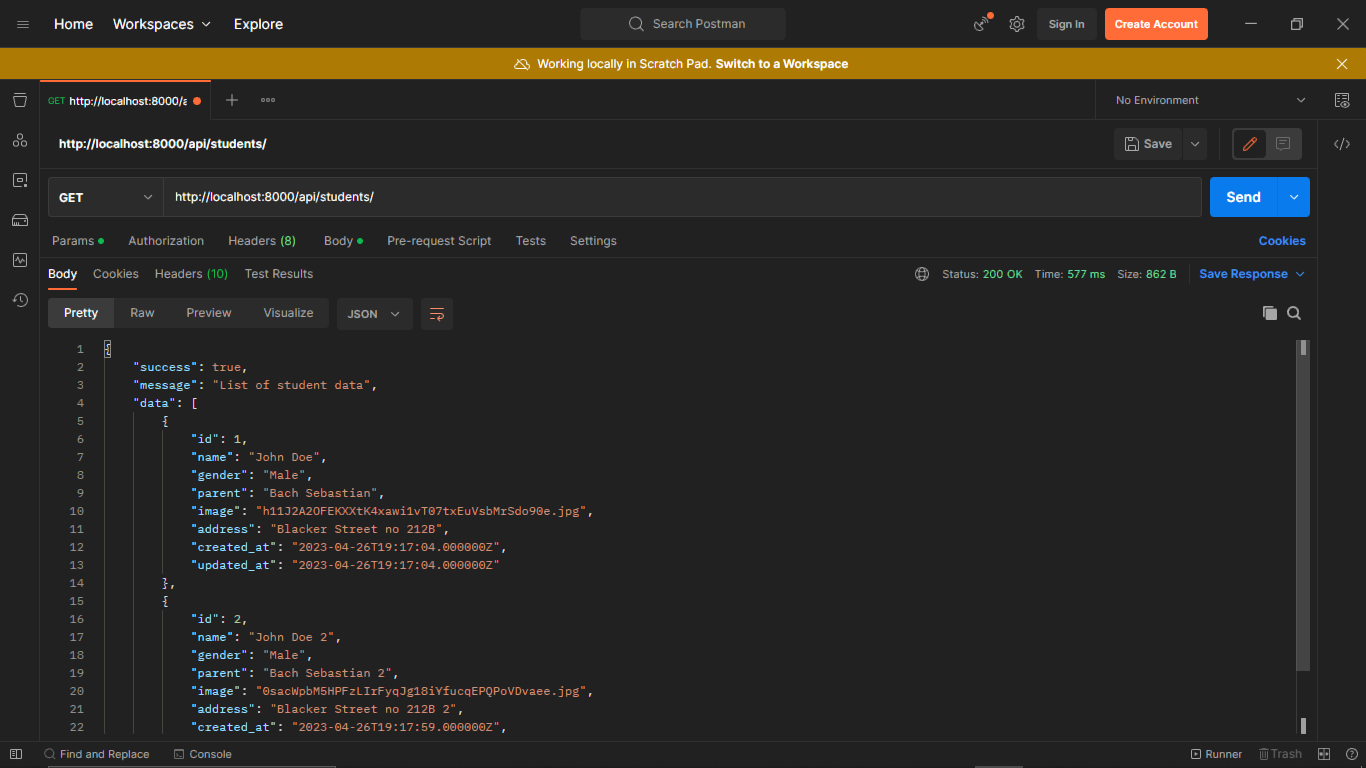 Home Workspaces Explore Search Postman Sign In Create Account
Working locally in Scratch Pad. Switch to a Workspace
GET http://localhost:8000/a No Environment
http://localhost:8000/api/students/ Save
GET http://localhost:8000/api/students/ Send
Params Authorization Headers (8) Body Pre-request Script Tests Settings Cookies
Body Cookies Headers (10) Test Results Status: 200 OK Time: 577 ms Size: 862 B Save Response
Pretty Raw Preview Visualize JSON
1 {
2 "success": true,
3 "message": "List of student data",
4 "data": [
5 {
6 "id": 1,
7 "name": "John Doe",
8 "gender": "Male",
9 "parent": "Bach Sebastian",
10 "image": "h11J2A2OFEKXXtK4xawi1vT07txEuVsbMrSdo90e.jpg",
11 "address": "Blacker Street no 212B",
12 "created_at": "2023-04-26T19:17:04.000000Z",
13 "updated_at": "2023-04-26T19:17:04.000000Z"
14 },
15 {
16 "id": 2,
17 "name": "John Doe 2",
18 "gender": "Male",
19 "parent": "Bach Sebastian 2",
20 "image": "0sacWpbM5HPFzLIrFyqJg18iYfucqEPQPoVDvaee.jpg",
21 "address": "Blacker Street no 212B 2",
22 "created_at": "2023-04-26T19:17:59.000000Z",
Find and Replace Console Runner Trash